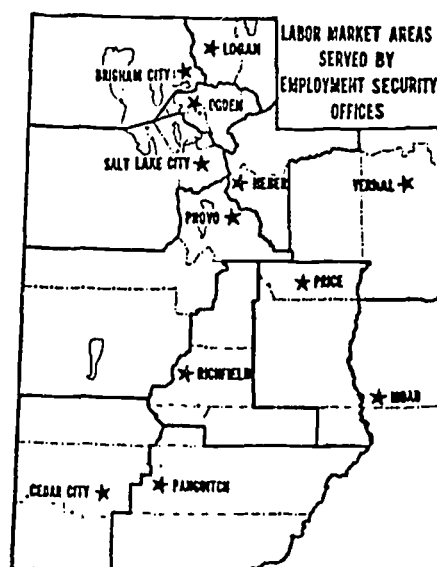 LABOR MARKET AREAS
SERVED BY
EMPLOYMENT SECURITY
OFFICES
LOGAN
BRIGHAM CITY
OGDEN
SALT LAKE CITY
HEBER
VERNAL
PROVO
PRICE
RICHFIELD
MOAB
CEDAR CITY
PANGUITCH